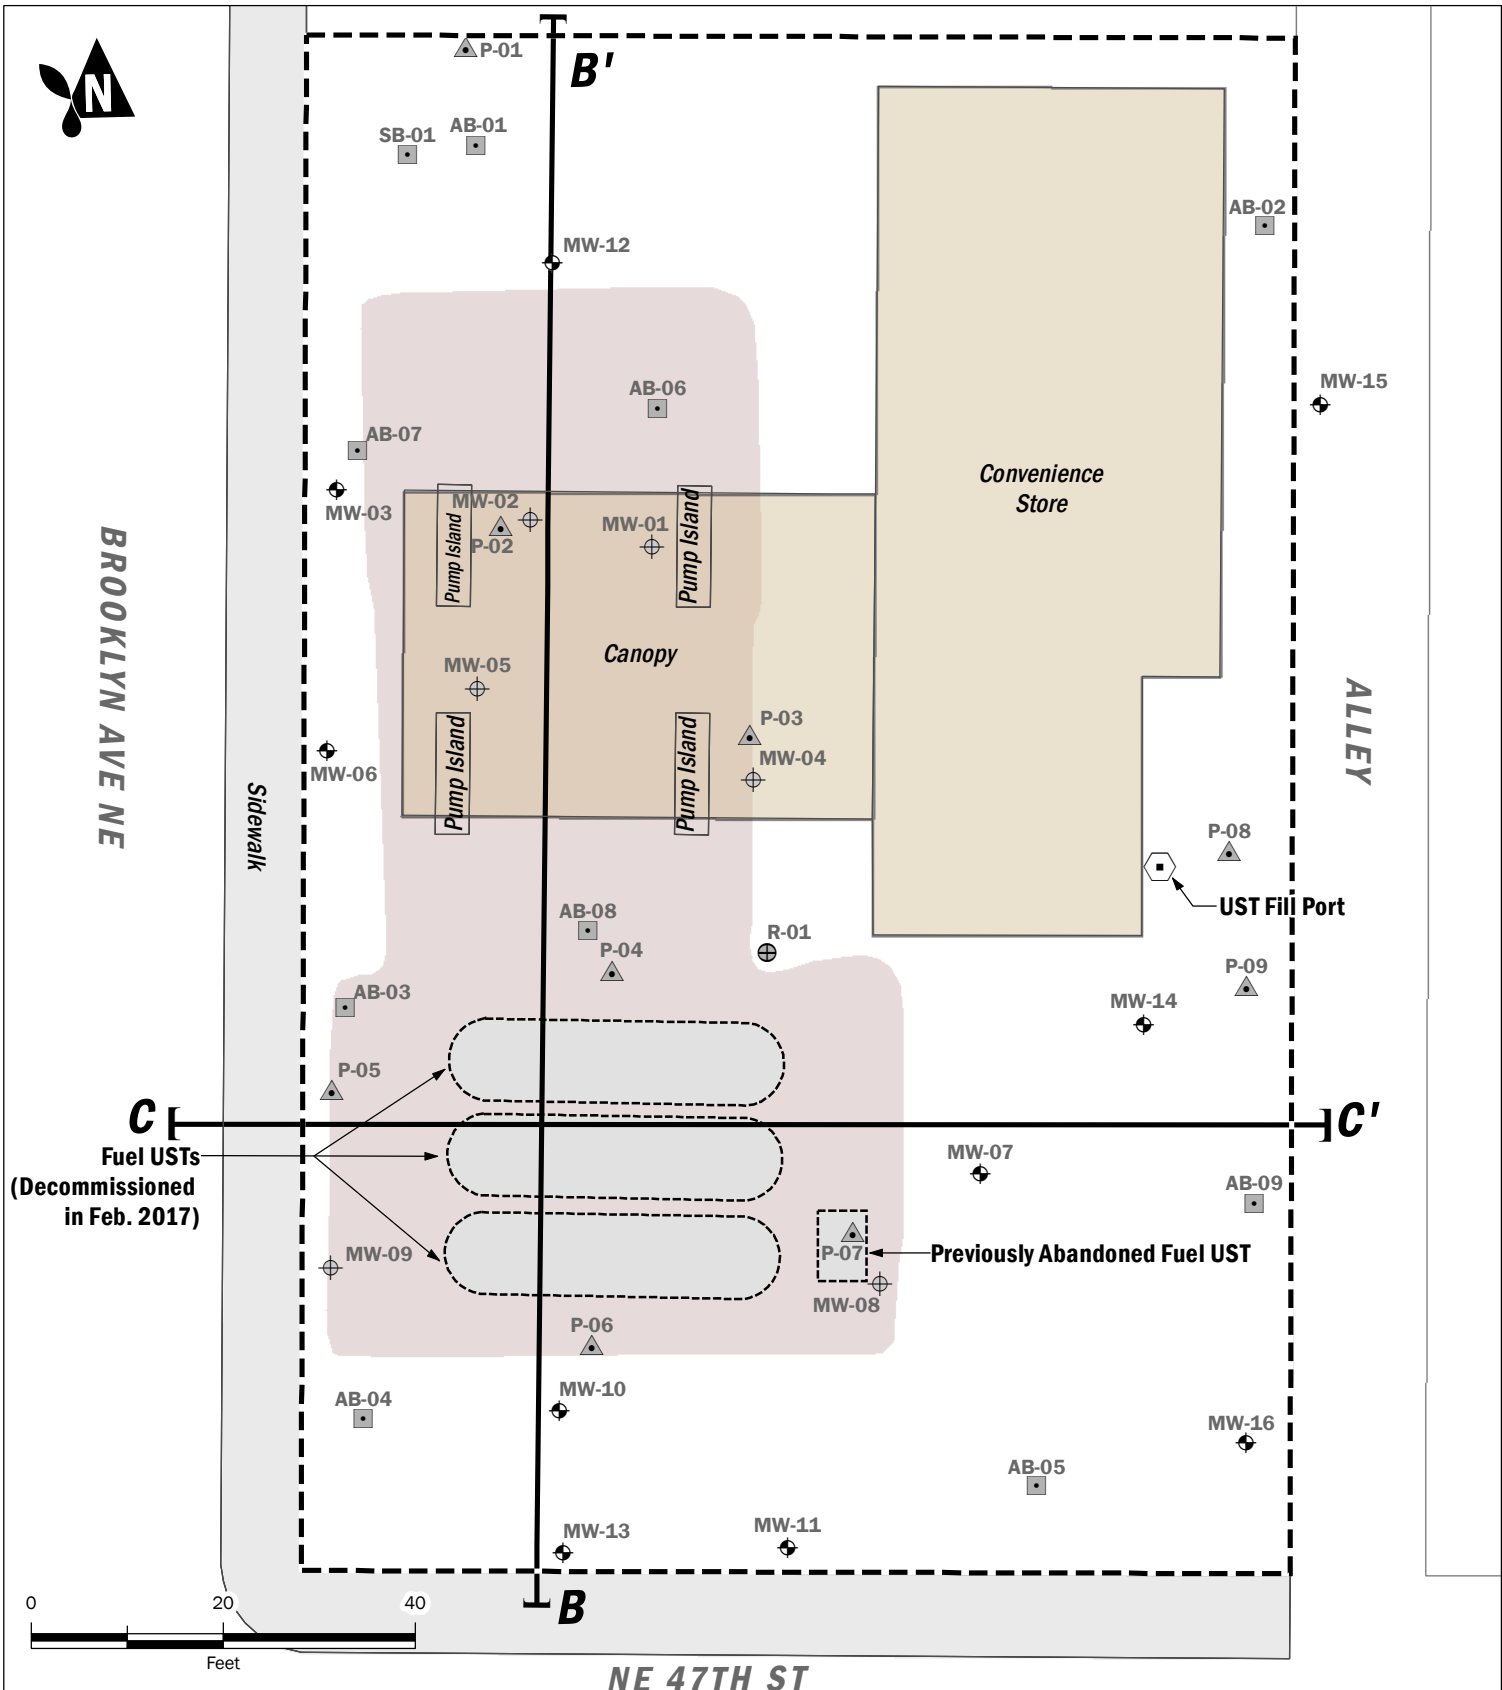 P-01
B'
N
SB-01
AB-01
AB-02
MW-12
MW-15
AB-06
AB-07
Convenience
Store
MW-03
MW-02
P-02
MW-01
Pump Island
Pump Island
BROOKLYN AVE NE
Canopy
MW-05
P-03
MW-04
MW-06
Pump Island
Pump Island
ALLEY
Sidewalk
P-08
UST Fill Port
AB-08
R-01
P-04
P-09
AB-03
MW-14
P-05
C
C'
Fuel USTs
(Decommissioned
in Feb. 2017)
MW-07
AB-09
MW-09
P-07
Previously Abandoned Fuel UST
MW-08
P-06
AB-04
MW-10
MW-16
AB-05
MW-13
MW-11
B
0 20 40
Feet
NE 47TH ST